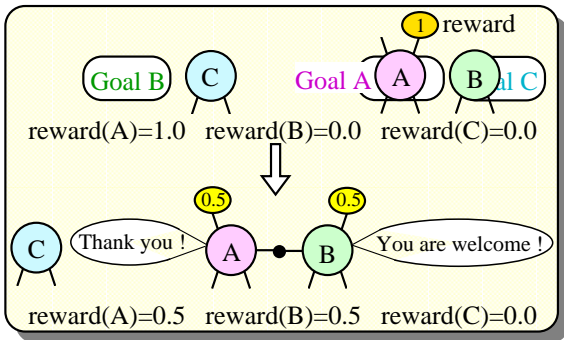 1 reward
Goal B C Goal A A B al C
reward(A)=1.0 reward(B)=0.0 reward(C)=0.0
0.5 0.5
C Thank you ! A B You are welcome !
reward(A)=0.5 reward(B)=0.5 reward(C)=0.0